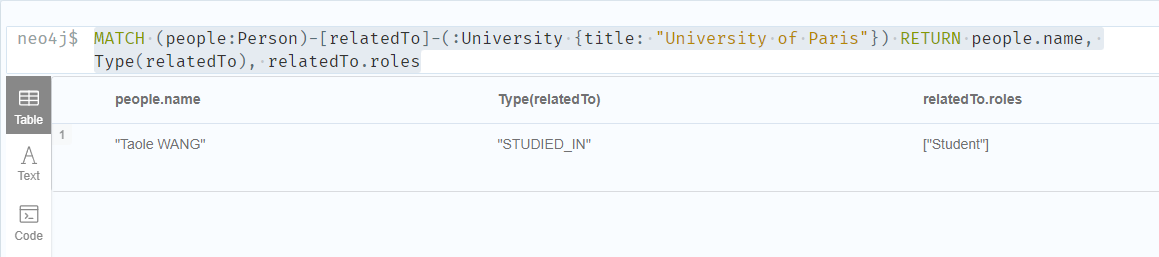 neo4j$ MATCH (people:Person)-[relatedTo]-(:University {title: "University of Paris"}) RETURN people.name,
Type(relatedTo), relatedTo.roles
Table
people.name Type(relatedTo) relatedTo.roles
1 "Taole WANG" "STUDIED_IN" ["Student"]
A
Text
Code